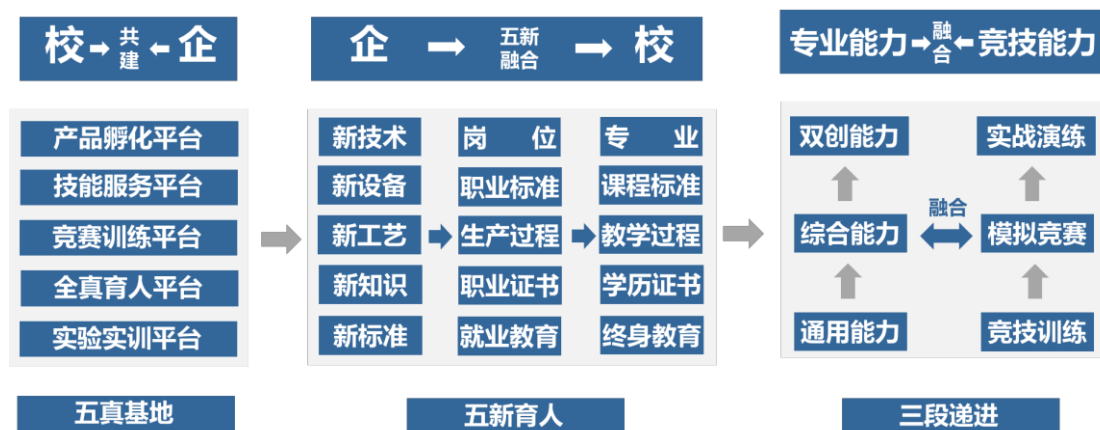 校 共建 企
企 五新融合 校
专业能力 融合 竞技能力
产品孵化平台
技能服务平台
竞赛训练平台
全真育人平台
实验实训平台
新技术 岗 位 专 业
新设备 职业标准 课程标准
新工艺 生产过程 教学过程
新知识 职业证书 学历证书
新标准 就业教育 终身教育
双创能力 实战演练
融合
综合能力 模拟竞赛
通用能力 竞技训练
五真基地
五新育人
三段递进